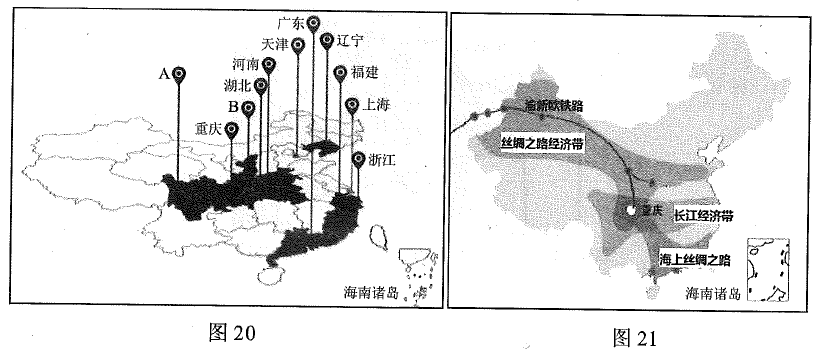 广东
天津
辽宁
A
河南
福建
湖北
B
上海
重庆
浙江
海南诸岛
图 20
渝新欧铁路
丝绸之路经济带
重庆
长江经济带
海上丝绸之路
海南诸岛
图 21